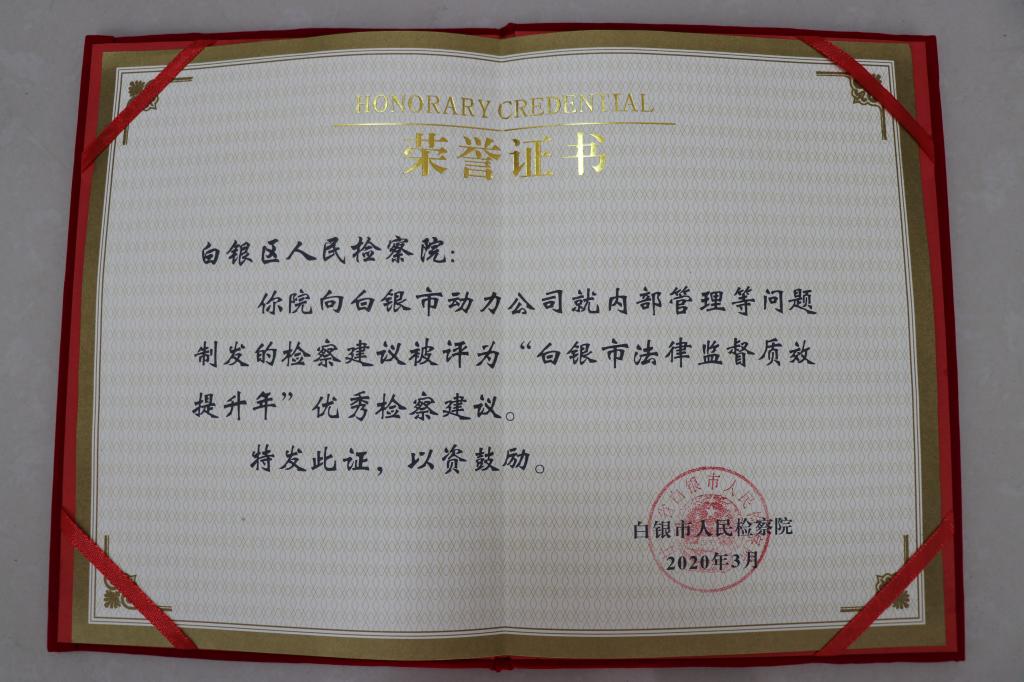 HONORARY CREDENTIAL
荣誉证书
白银区人民检察院：
你院向白银市动力公司就内部管理等问题
制发的检察建议被评为“白银市法律监督质效
提升年”优秀检察建议。
特发此证，以资鼓励。
白银市人民检察院
2020年3月